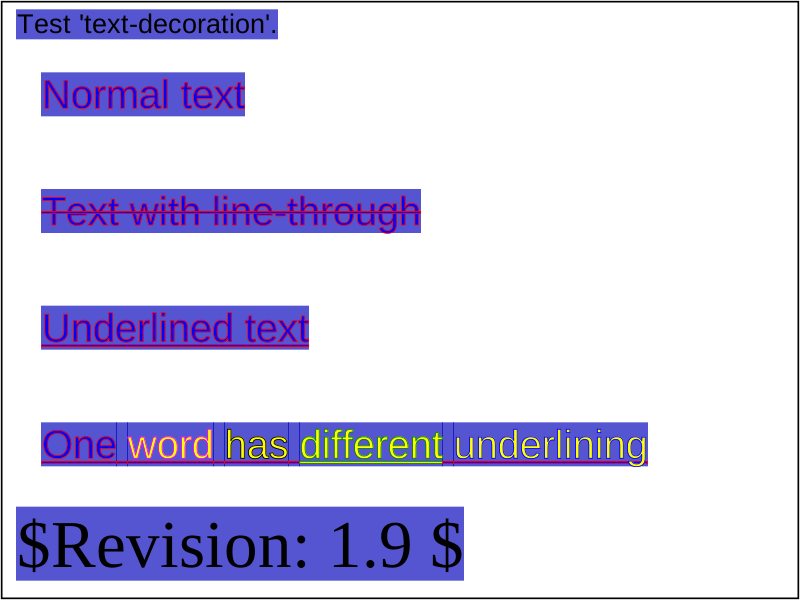 Test 'text-decoration'.
Normal text
Text with line-through
Underlined text
One word has different underlining
$Revision: 1.9 $